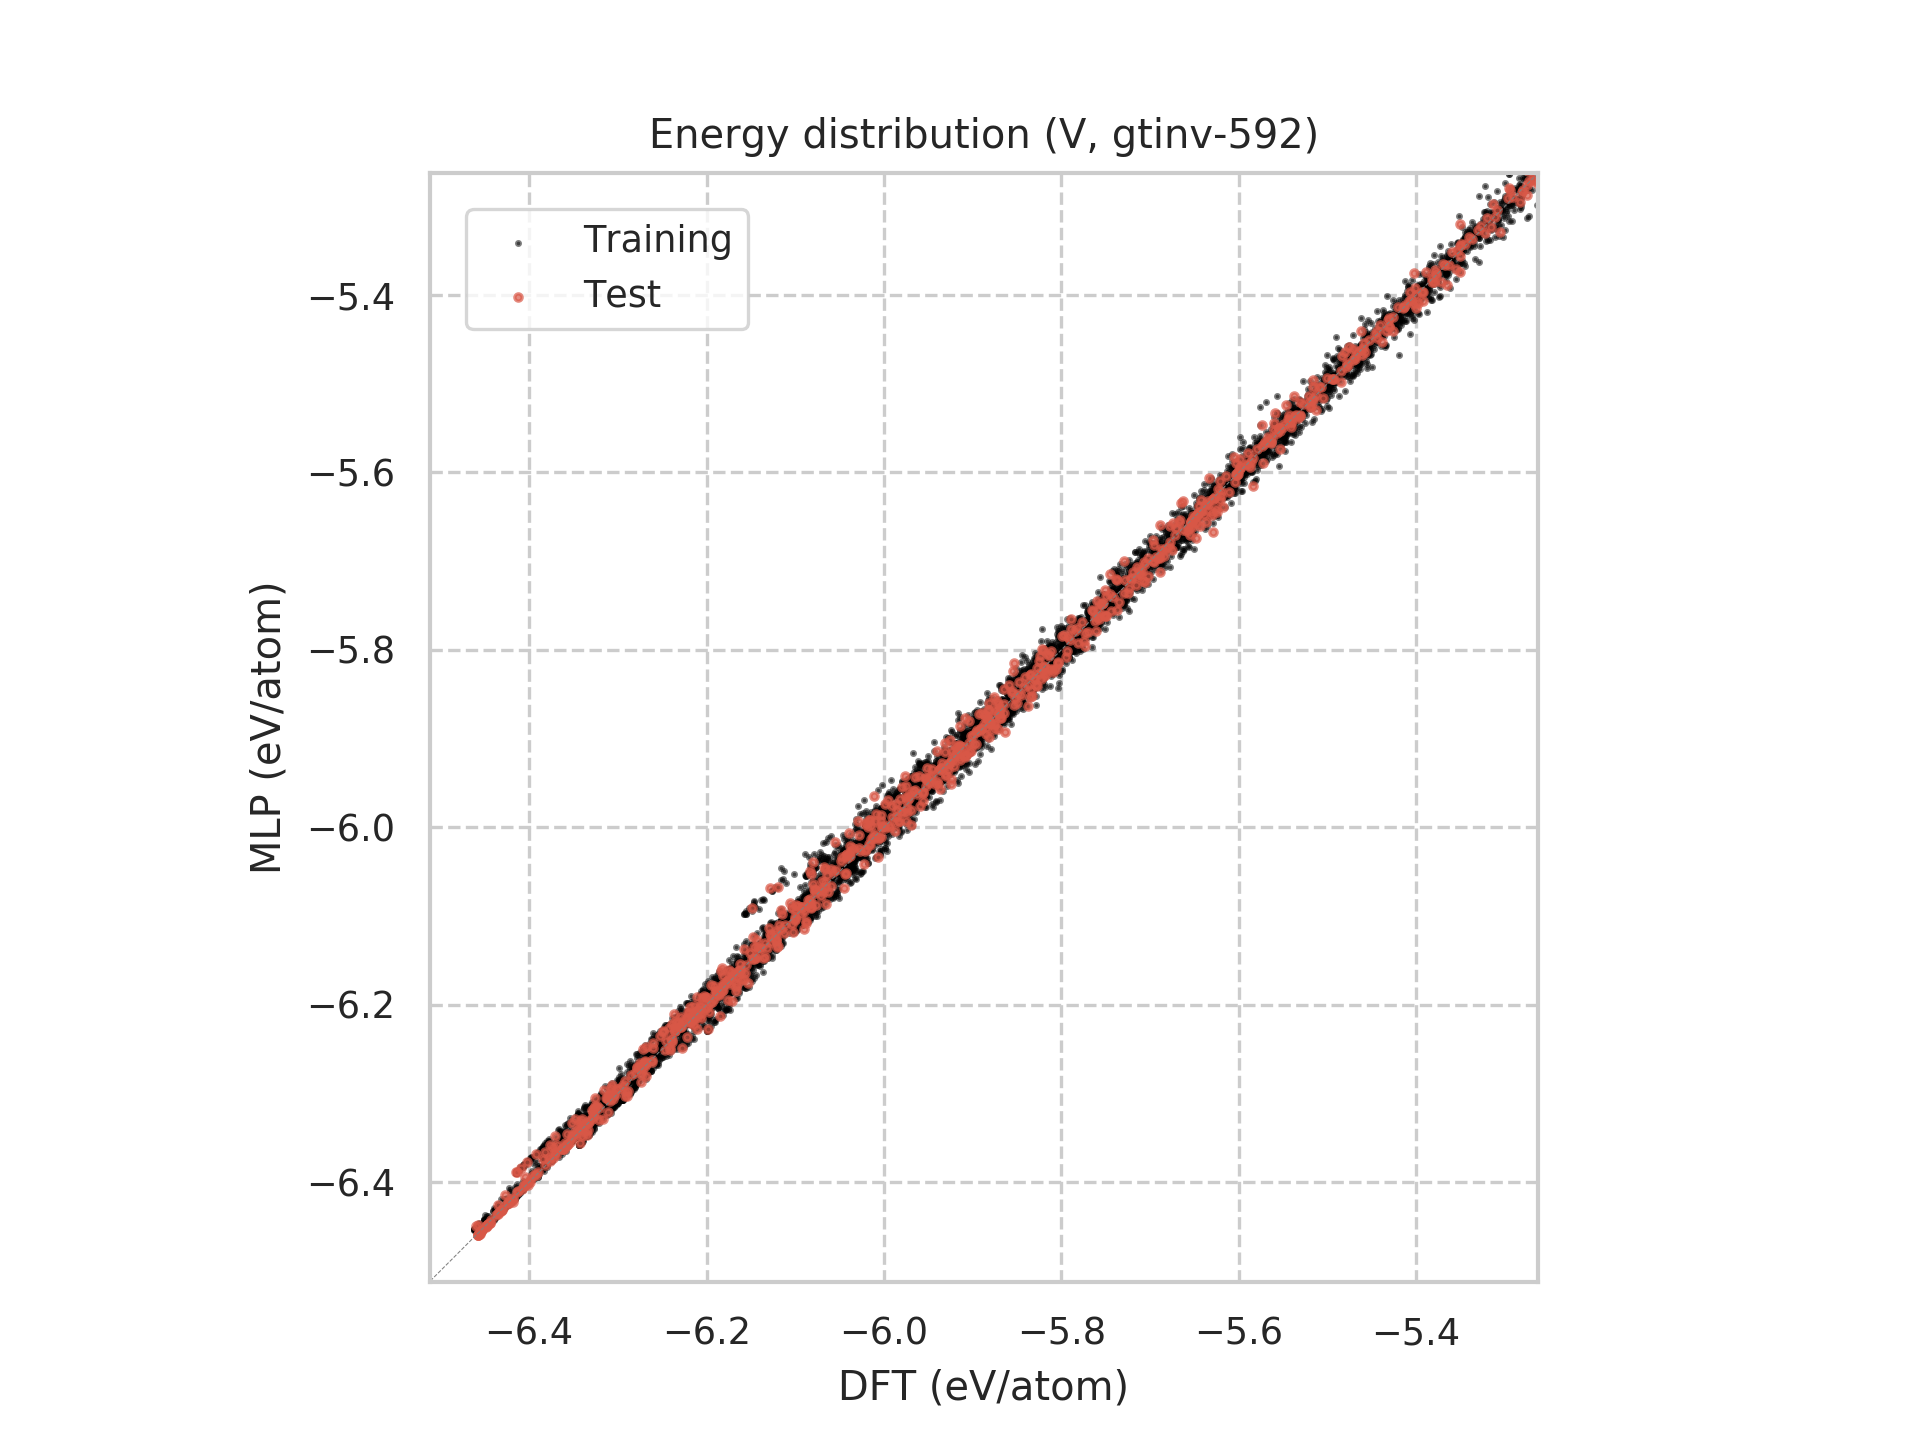 Energy distribution (V, gtinv-592)
Training
Test
−5.4
−5.6
−5.8
−6.0
−6.2
−6.4
MLP (eV/atom)
−6.4 −6.2 −6.0 −5.8 −5.6 −5.4
DFT (eV/atom)